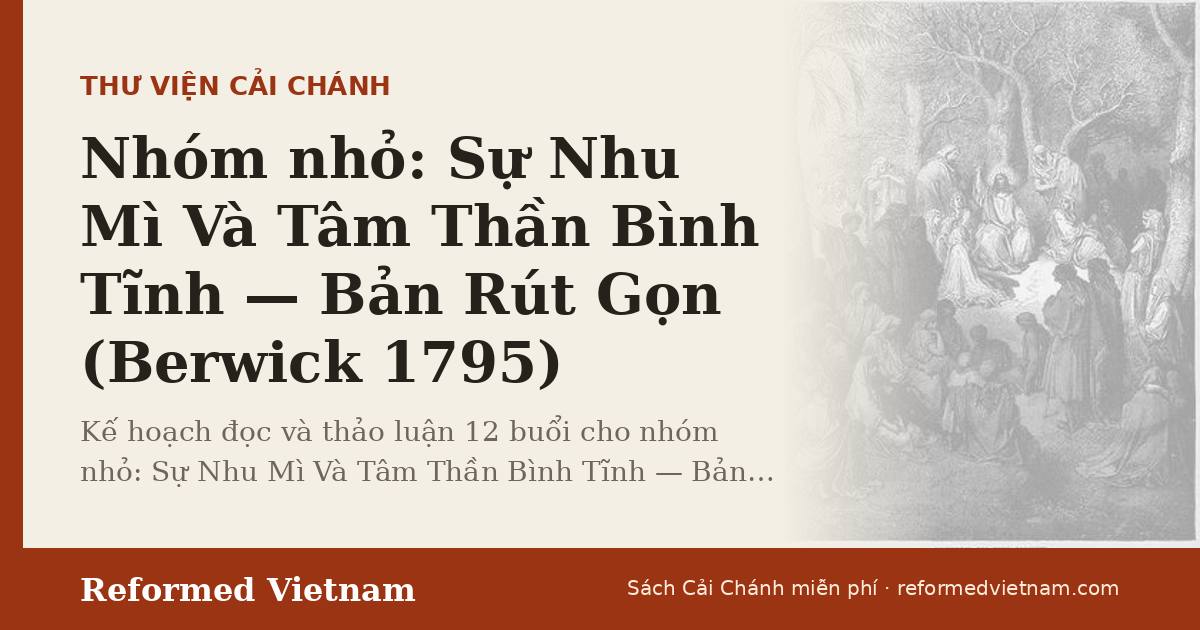 THƯ VIỆN CẢI CHÁNH
Nhóm nhỏ: Sự Nhu
Mì Và Tâm Thần Bình
Tĩnh — Bản Rút Gọn
(Berwick 1795)
Kế hoạch đọc và thảo luận 12 buổi cho nhóm
nhỏ: Sự Nhu Mì Và Tâm Thần Bình Tĩnh — Bản…
Reformed Vietnam
Sách Cải Chánh miễn phí · reformedvietnam.com